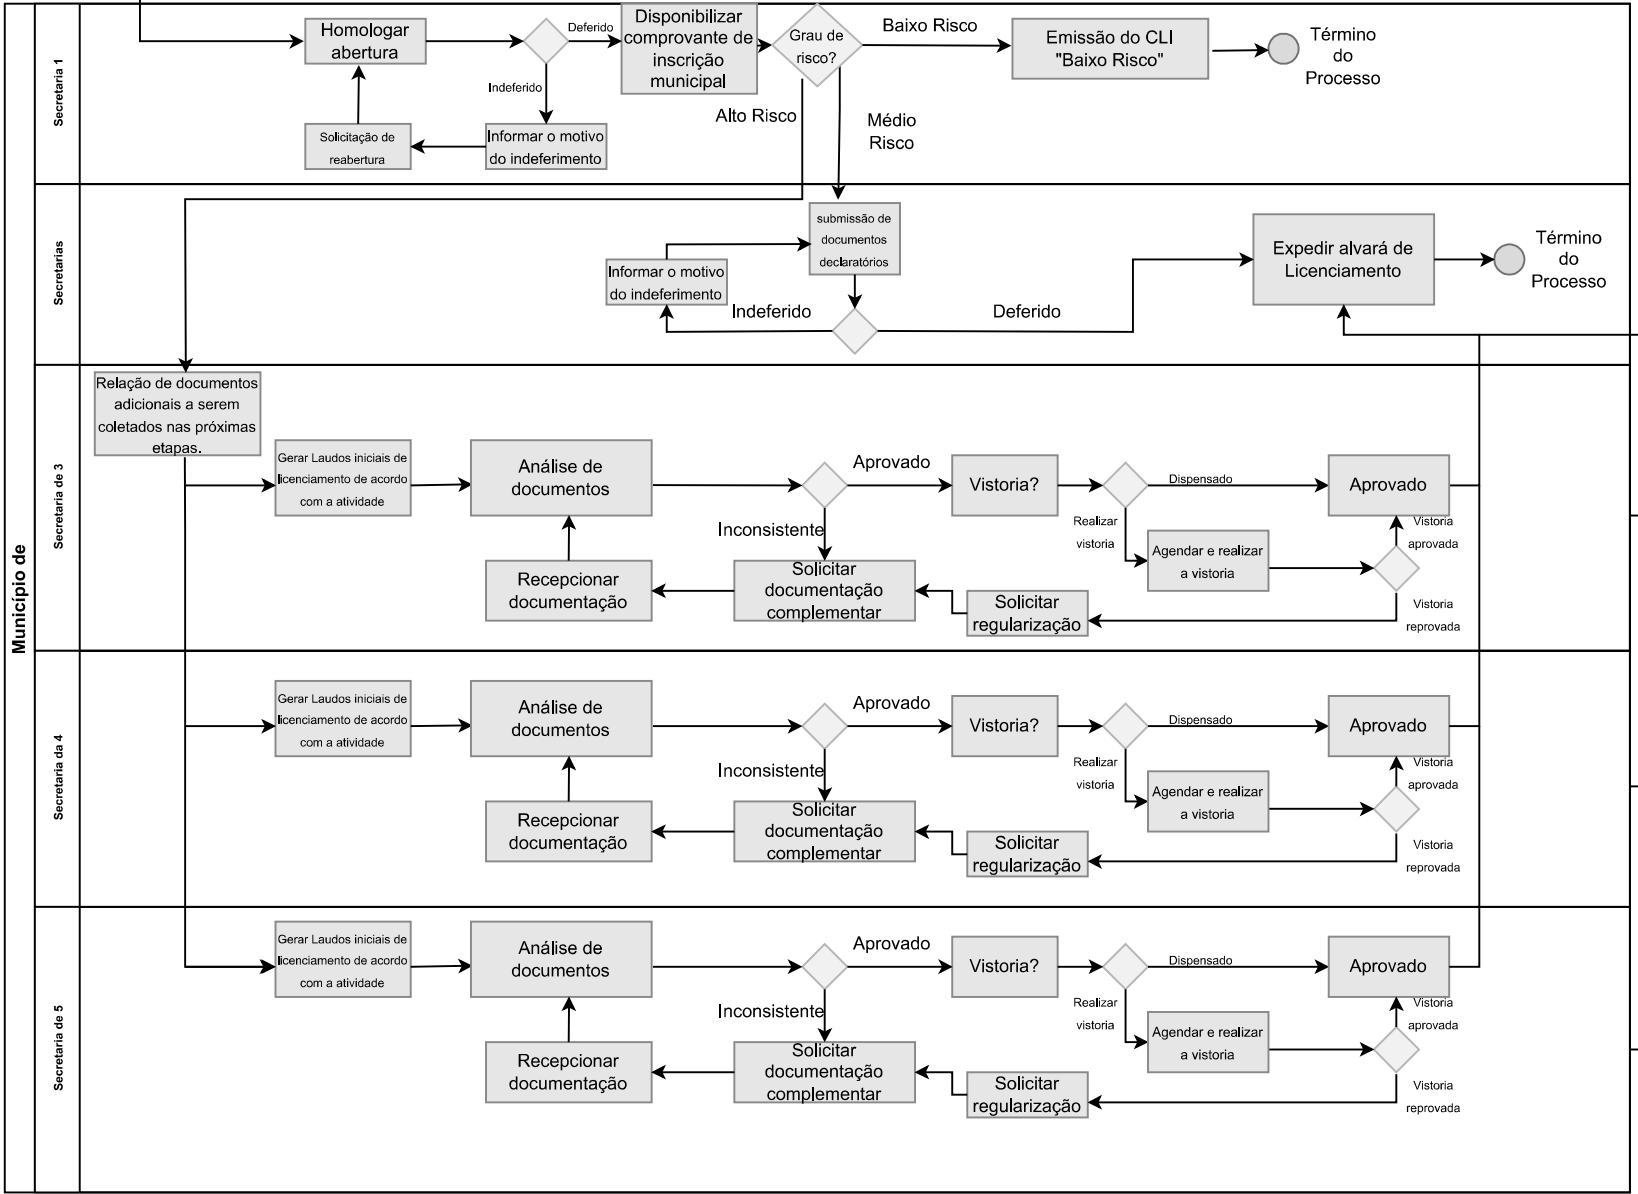 Município de
Secretaria 1
Homologar
abertura
Deferido
Indeferido
Informar o motivo
do indeferimento
Solicitação de
reabertura
Disponibilizar
comprovante de
inscrição
municipal
Grau de
risco?
Baixo Risco
Emissão do CLI
"Baixo Risco"
Término
do
Processo
Alto Risco
Médio
Risco
Secretarias
submissão de
documentos
declaratórios
Informar o motivo
do indeferimento
Indeferido
Deferido
Expedir alvará de
Licenciamento
Término
do
Processo
Secretaria de 3
Relação de documentos
adicionais a serem
coletados nas próximas
etapas.
Gerar Laudos iniciais de
licenciamento de acordo
com a atividade
Análise de
documentos
Aprovado
Inconsistente
Recepcionar
documentação
Solicitar
documentação
complementar
Vistoria?
Dispensado
Realizar
vistoria
Agendar e realizar
a vistoria
Aprovado
Vistoria
aprovada
Vistoria
reprovada
Solicitar
regularização
Secretaria da 4
Gerar Laudos iniciais de
licenciamento de acordo
com a atividade
Análise de
documentos
Aprovado
Inconsistente
Recepcionar
documentação
Solicitar
documentação
complementar
Vistoria?
Dispensado
Realizar
vistoria
Agendar e realizar
a vistoria
Aprovado
Vistoria
aprovada
Vistoria
reprovada
Solicitar
regularização
Secretaria de 5
Gerar Laudos iniciais de
licenciamento de acordo
com a atividade
Análise de
documentos
Aprovado
Inconsistente
Recepcionar
documentação
Solicitar
documentação
complementar
Vistoria?
Dispensado
Realizar
vistoria
Agendar e realizar
a vistoria
Aprovado
Vistoria
aprovada
Vistoria
reprovada
Solicitar
regularização